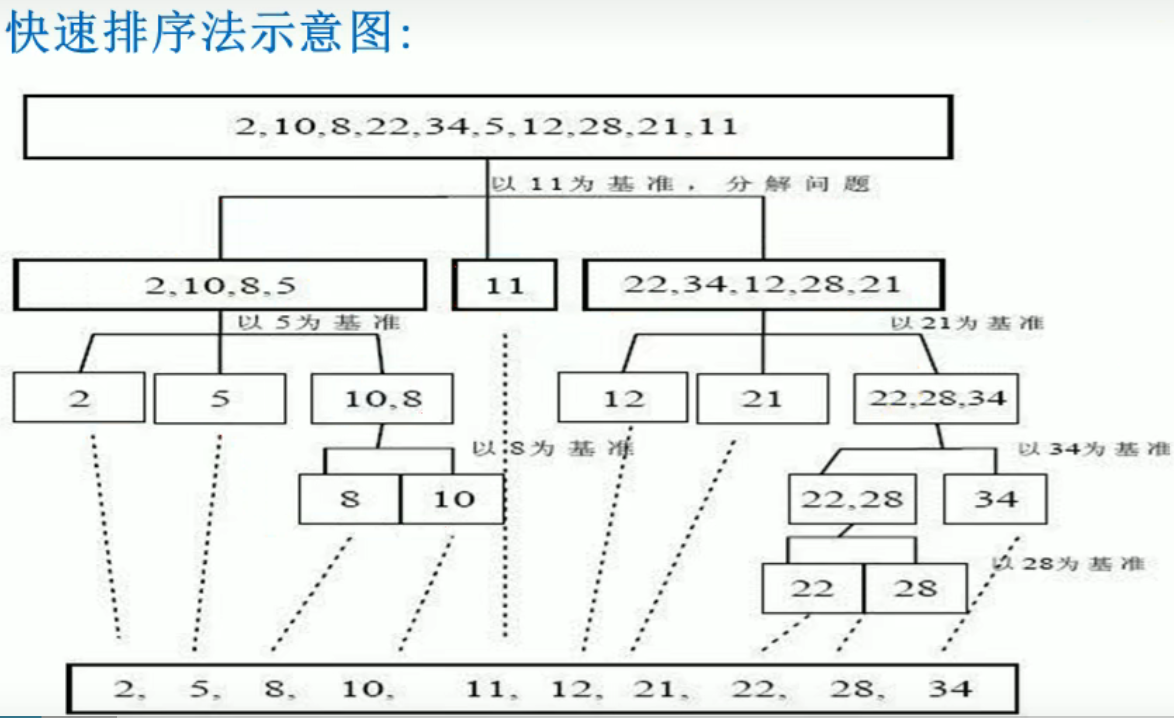 快速排序法示意图:
2,10,8,22,34,5,12,28,21,11
以 11为 基 准 ， 分 解 问 题
2,10,8,5
11
22,34,12,28,21
以 5为 基 准
以 21为 基 准
2
5
10,8
12
21
22,28,34
以 8为 基 准
以 34为 基 准
8
10
22,28
34
以 28为 基 准
22
28
2, 5, 8, 10, 11, 12, 21, 22, 28, 34